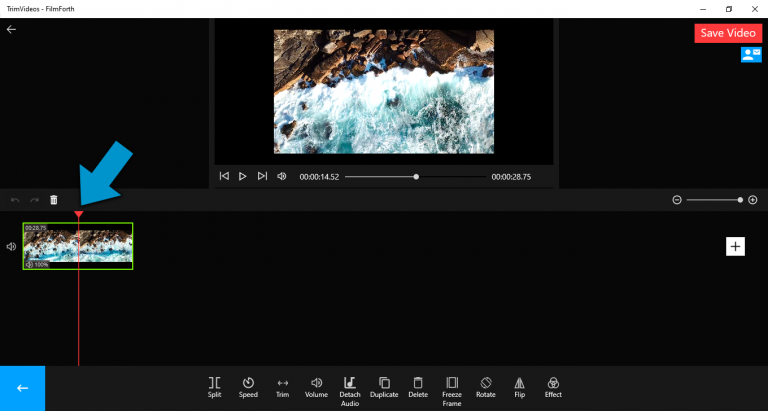 TrimVideos - FilmForth
Save Video
00:00:14.52
00:00:28.75
00:28.75
100%
Split
Speed
Trim
Volume
Detach
Audio
Duplicate
Delete
Freeze
Frame
Rotate
Flip
Effect